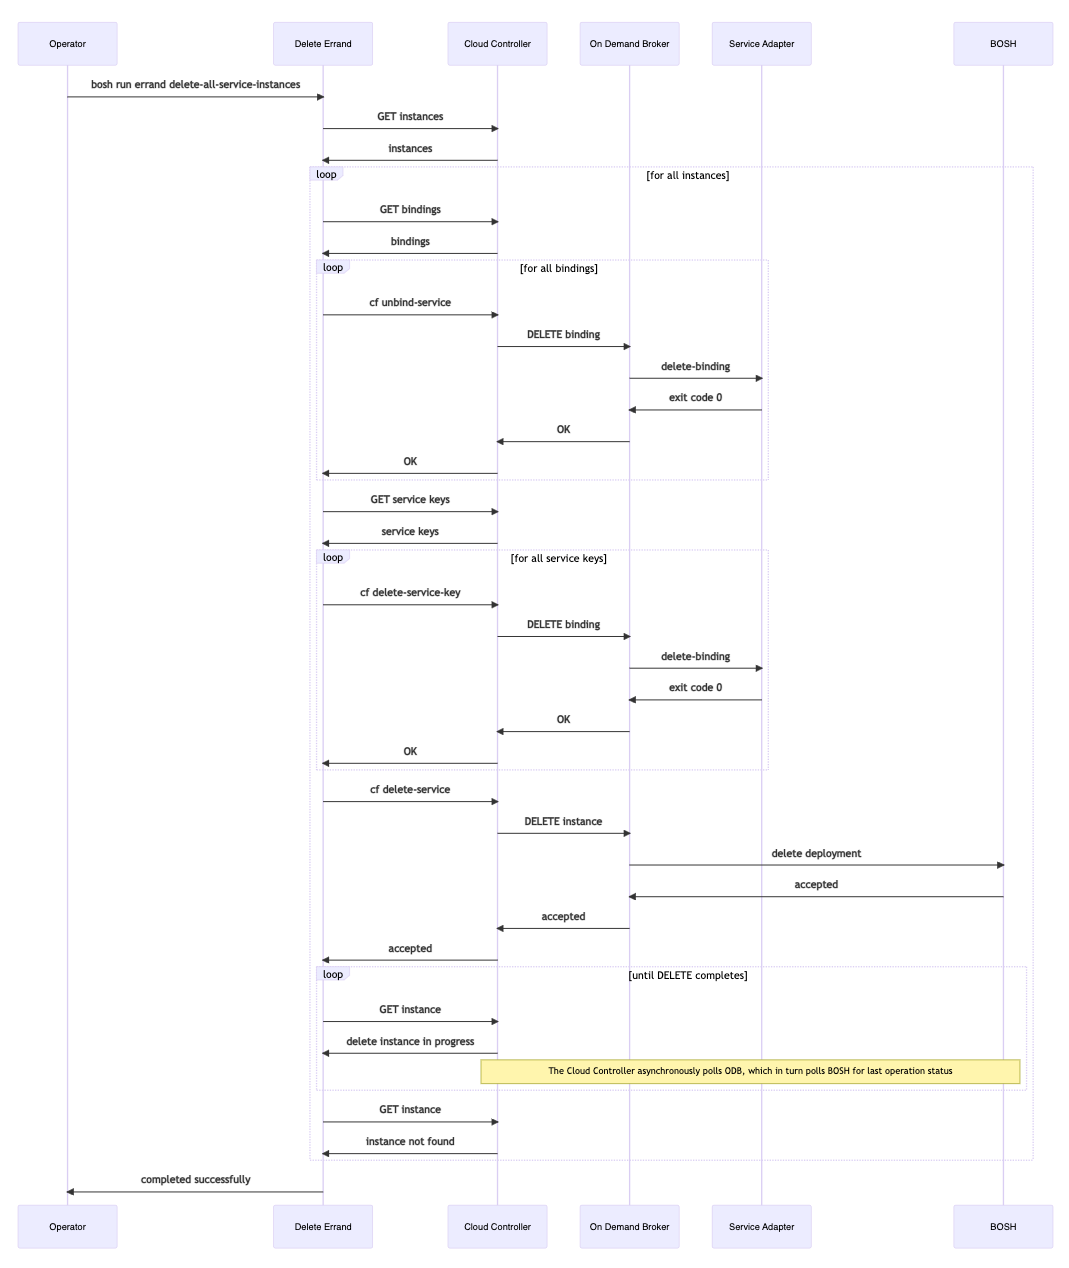 Operator
Delete Errand
Cloud Controller
On Demand Broker
Service Adapter
BOSH
bosh run errand delete-all-service-instances
GET instances
instances
loop
[for all instances]
GET bindings
bindings
loop
[for all bindings]
cf unbind-service
DELETE binding
delete-binding
exit code 0
OK
OK
GET service keys
service keys
loop
[for all service keys]
cf delete-service-key
DELETE binding
delete-binding
exit code 0
OK
OK
cf delete-service
DELETE instance
delete deployment
accepted
accepted
accepted
loop
[until DELETE completes]
GET instance
delete instance in progress
The Cloud Controller asynchronously polls ODB, which in turn polls BOSH for last operation status
GET instance
instance not found
completed successfully
Operator
Delete Errand
Cloud Controller
On Demand Broker
Service Adapter
BOSH